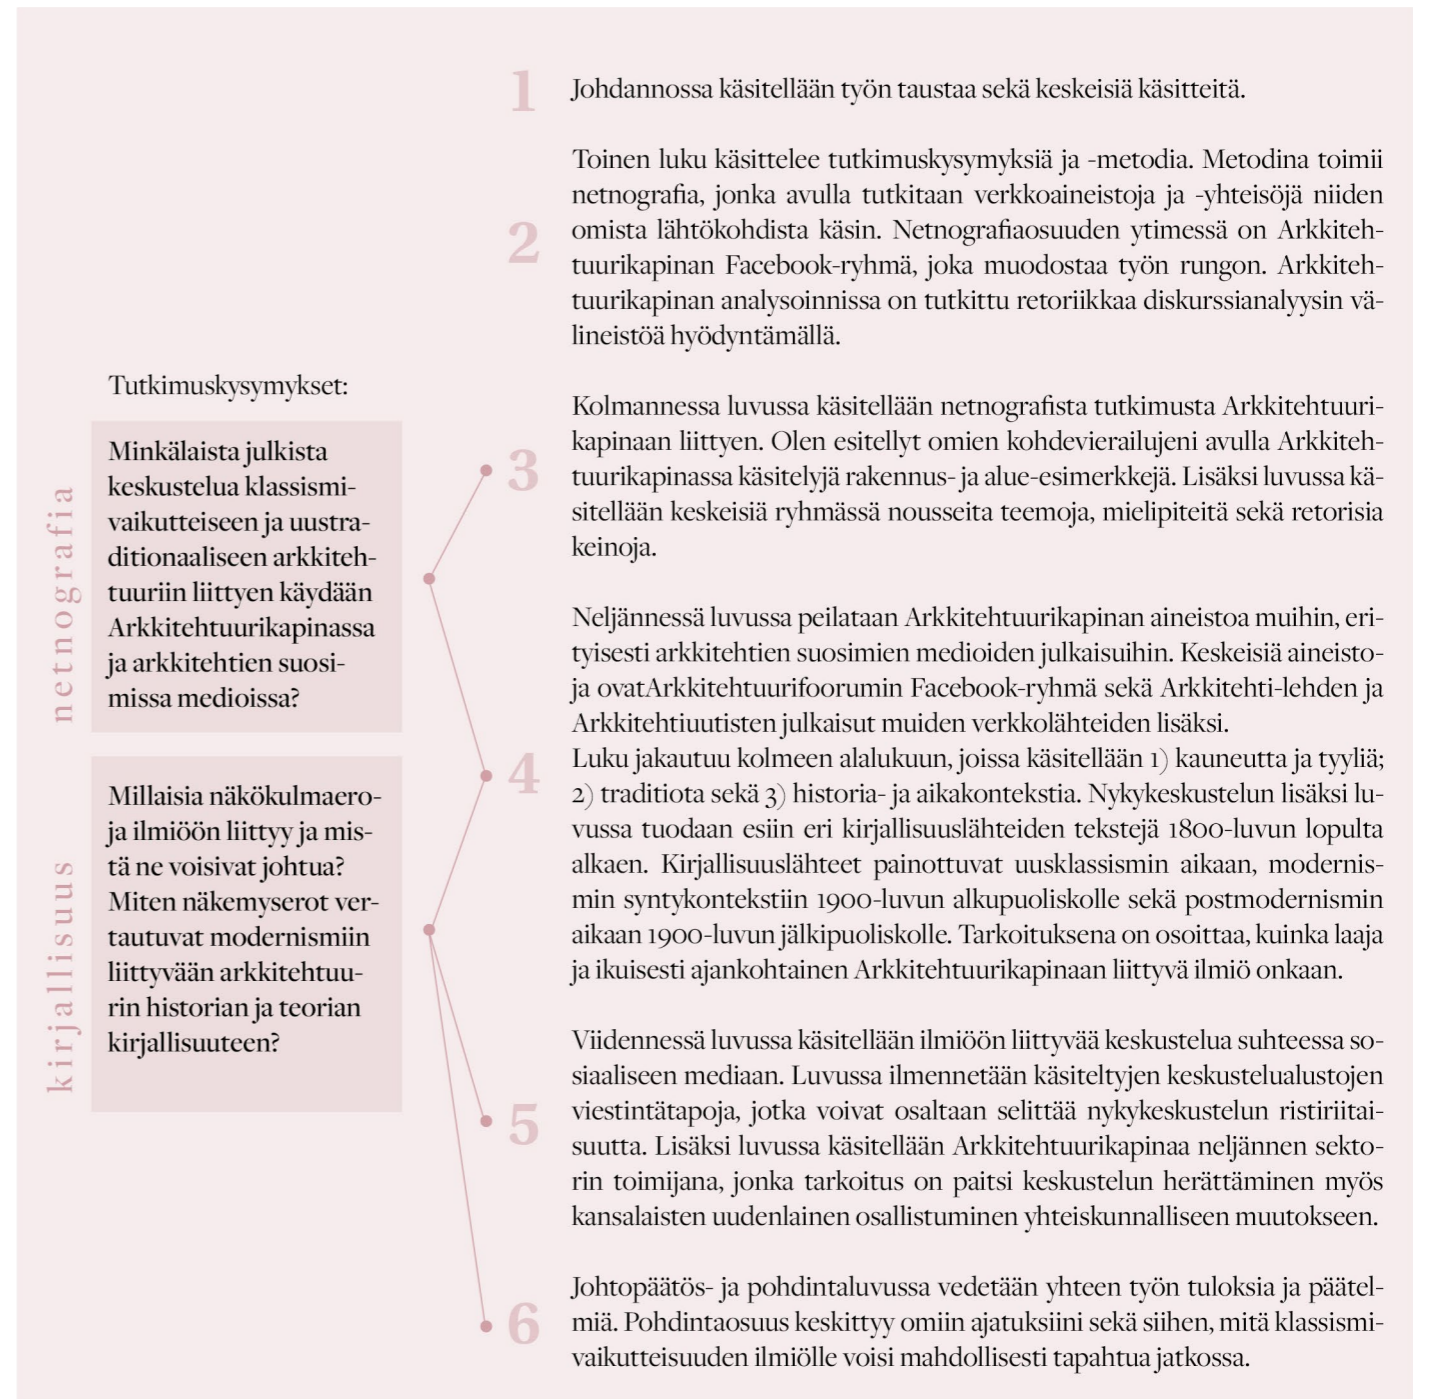 1
Johdannossa käsitellään työn taustaa sekä keskeisiä käsitteitä.
2
Toinen luku käsittelee tutkimuskysymyksiä ja -metodia. Metodina toimii
netnografia, jonka avulla tutkitaan verkkoaineistoja ja -yhteisöjä niiden
omista lähtökohdista käsin. Netnografiaosuuden ytimessä on Arkkiteh-
tuurikapinan Facebook-ryhmä, joka muodostaa työn rungon. Arkkiteh-
tuurikapinan analysoinnissa on tutkittu retoriikkaa diskurssianalyysin vä-
lineistöä hyödyntämällä.
Tutkimuskysymykset:
netnografia
Minkälaista julkista
keskustelua klassismi-
vaikutteiseen ja uustra-
ditionaaliseen arkkiteh-
tuuriin liittyen käydään
Arkkitehtuurikapinassa
ja arkkitehtien suosi-
missa medioissa?
kirjallisuus
Millaisia näkökulmaero-
ja ilmiöön liittyy ja mis-
tä ne voisivat johtua?
Miten näkemyserot ver-
tautuvat modernismiin
liittyvään arkkitehtuu-
rin historian ja teorian
kirjallisuuteen?
3
Kolmannessa luvussa käsitellään netnografista tutkimusta Arkkitehtuuri-
kapinaan liittyen. Olen esitellyt omien kohdevierailujeni avulla Arkkiteh-
tuurikapinassa käsitelyjä rakennus- ja alue-esimerkkejä. Lisäksi luvussa kä-
sitellään keskeisiä ryhmässä nousseita teemoja, mielipiteitä sekä retorisia
keinoja.
4
Neljännessä luvussa peilataan Arkkitehtuurikapinan aineistoa muihin, eri-
tyisesti arkkitehtien suosimien medioiden julkaisuihin. Keskeisiä aineisto-
ja ovatArkkitehtuurifoorumin Facebook-ryhmä sekä Arkkitehti-lehden ja
Arkkitehtiuutisten julkaisut muiden verkkolähteiden lisäksi.
Luku jakautuu kolmeen alalukuun, joissa käsitellään 1) kauneutta ja tyyliä;
2) traditiota sekä 3) historia- ja aikakontekstia. Nykykeskustelun lisäksi lu-
vussa tuodaan esiin eri kirjallisuuslähteiden tekstejä 1800-luvun lopulta
alkaen. Kirjallisuuslähteet painottuvat uusklassismin aikaan, modernis-
min syntykontekstiin 1900-luvun alkupuoliskolle sekä postmodernismin
aikaan 1900-luvun jälkipuoliskolle. Tarkoituksena on osoittaa, kuinka laaja
ja ikuisesti ajankohtainen Arkkitehtuurikapinaan liittyvä ilmiö onkaan.
5
Viidennessä luvussa käsitellään ilmiöön liittyvää keskustelua suhteessa so-
siaaliseen mediaan. Luvussa ilmennetään käsiteltyjen keskustelualustojen
viestintätapoja, jotka voivat osaltaan selittää nykykeskustelun ristiriitai-
suutta. Lisäksi luvussa käsitellään Arkkitehtuurikapinaa neljännen sekto-
rin toimijana, jonka tarkoitus on paitsi keskustelun herättäminen myös
kansalaisten uudenlainen osallistuminen yhteiskunnalliseen muutokseen.
6
Johtopäätös- ja pohdintaluvussa vedetään yhteen työn tuloksia ja päätel-
miä. Pohdintaosuus keskittyy omiin ajatuksiini sekä siihen, mitä klassismi-
vaikutteisuuden ilmiölle voisi mahdollisesti tapahtua jatkossa.